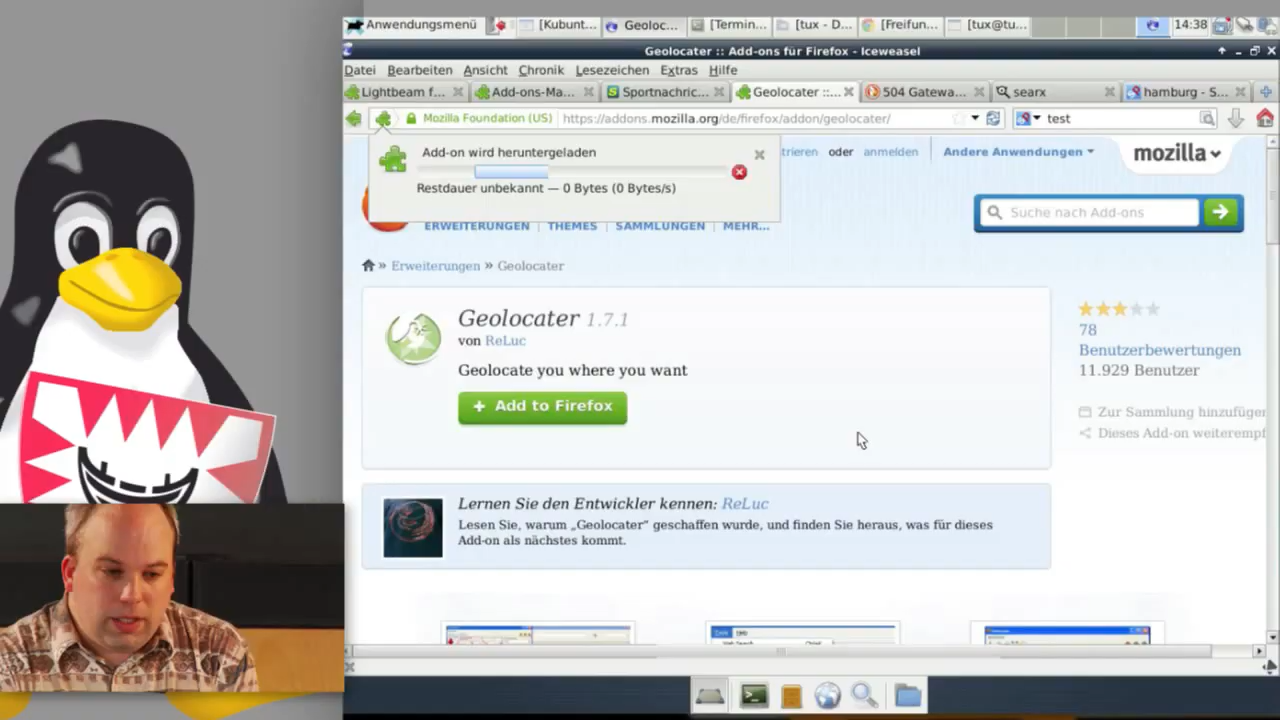 Anwendungsmenü [Kubunt... Geoloc... [Termin... [tux - D... [Freifun... [tux@tu... 14:38
Geolocater :: Add-ons für Firefox - Iceweasel
Datei Bearbeiten Ansicht Chronik Lesezeichen Extras Hilfe
Lightbeam f... Add-ons-Ma... Sportnachric... Geolocater ::... 504 Gatewa... searx hamburg - S...
Mozilla Foundation (US) https://addons.mozilla.org/de/firefox/addon/geolocater/ test
Add-on wird heruntergeladen
Restdauer unbekannt — 0 Bytes (0 Bytes/s)
trieren oder anmelden Andere Anwendungen mozilla
ERWEITERUNGEN THEMES SAMMLUNGEN MEHR...
Suche nach Add-ons
» Erweiterungen » Geolocater
Geolocater 1.7.1
von ReLuc
Geolocate you where you want
+ Add to Firefox
78
Benutzerbewertungen
11.929 Benutzer
Zur Sammlung hinzufüger
Dieses Add-on weiterempf
Lernen Sie den Entwickler kennen: ReLuc
Lesen Sie, warum „Geolocater“ geschaffen wurde, und finden Sie heraus, was für dieses
Add-on als nächstes kommt.